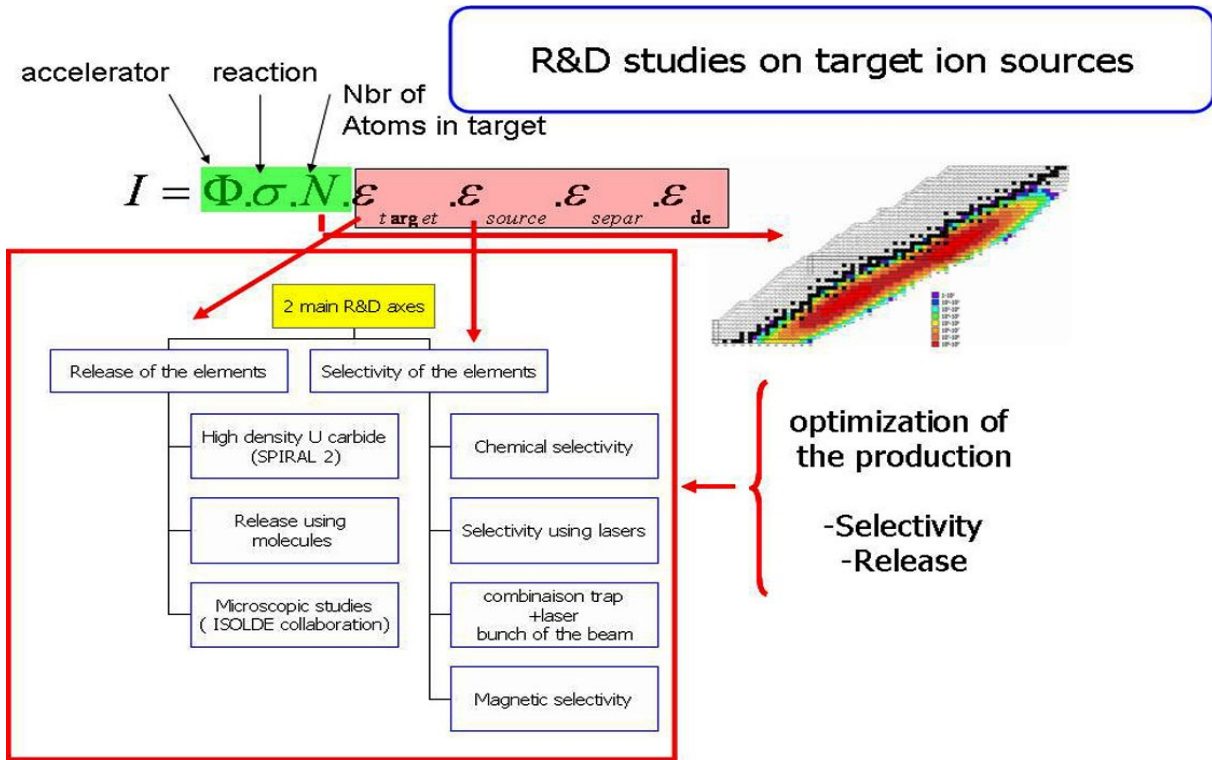 R&D studies on target ion sources
accelerator
reaction
Nbr of
Atoms in target
I = Φ.σ.N.ε target .ε source .ε separ .ε de
2 main R&D axes
Release of the elements
Selectivity of the elements
High density U carbide
(SPIRAL 2)
Release using
molecules
Microscopic studies
( ISOLDE collaboration)
Chemical selectivity
Selectivity using lasers
combinaison trap
+laser
bunch of the beam
Magnetic selectivity
optimization of
the production
-Selectivity
-Release